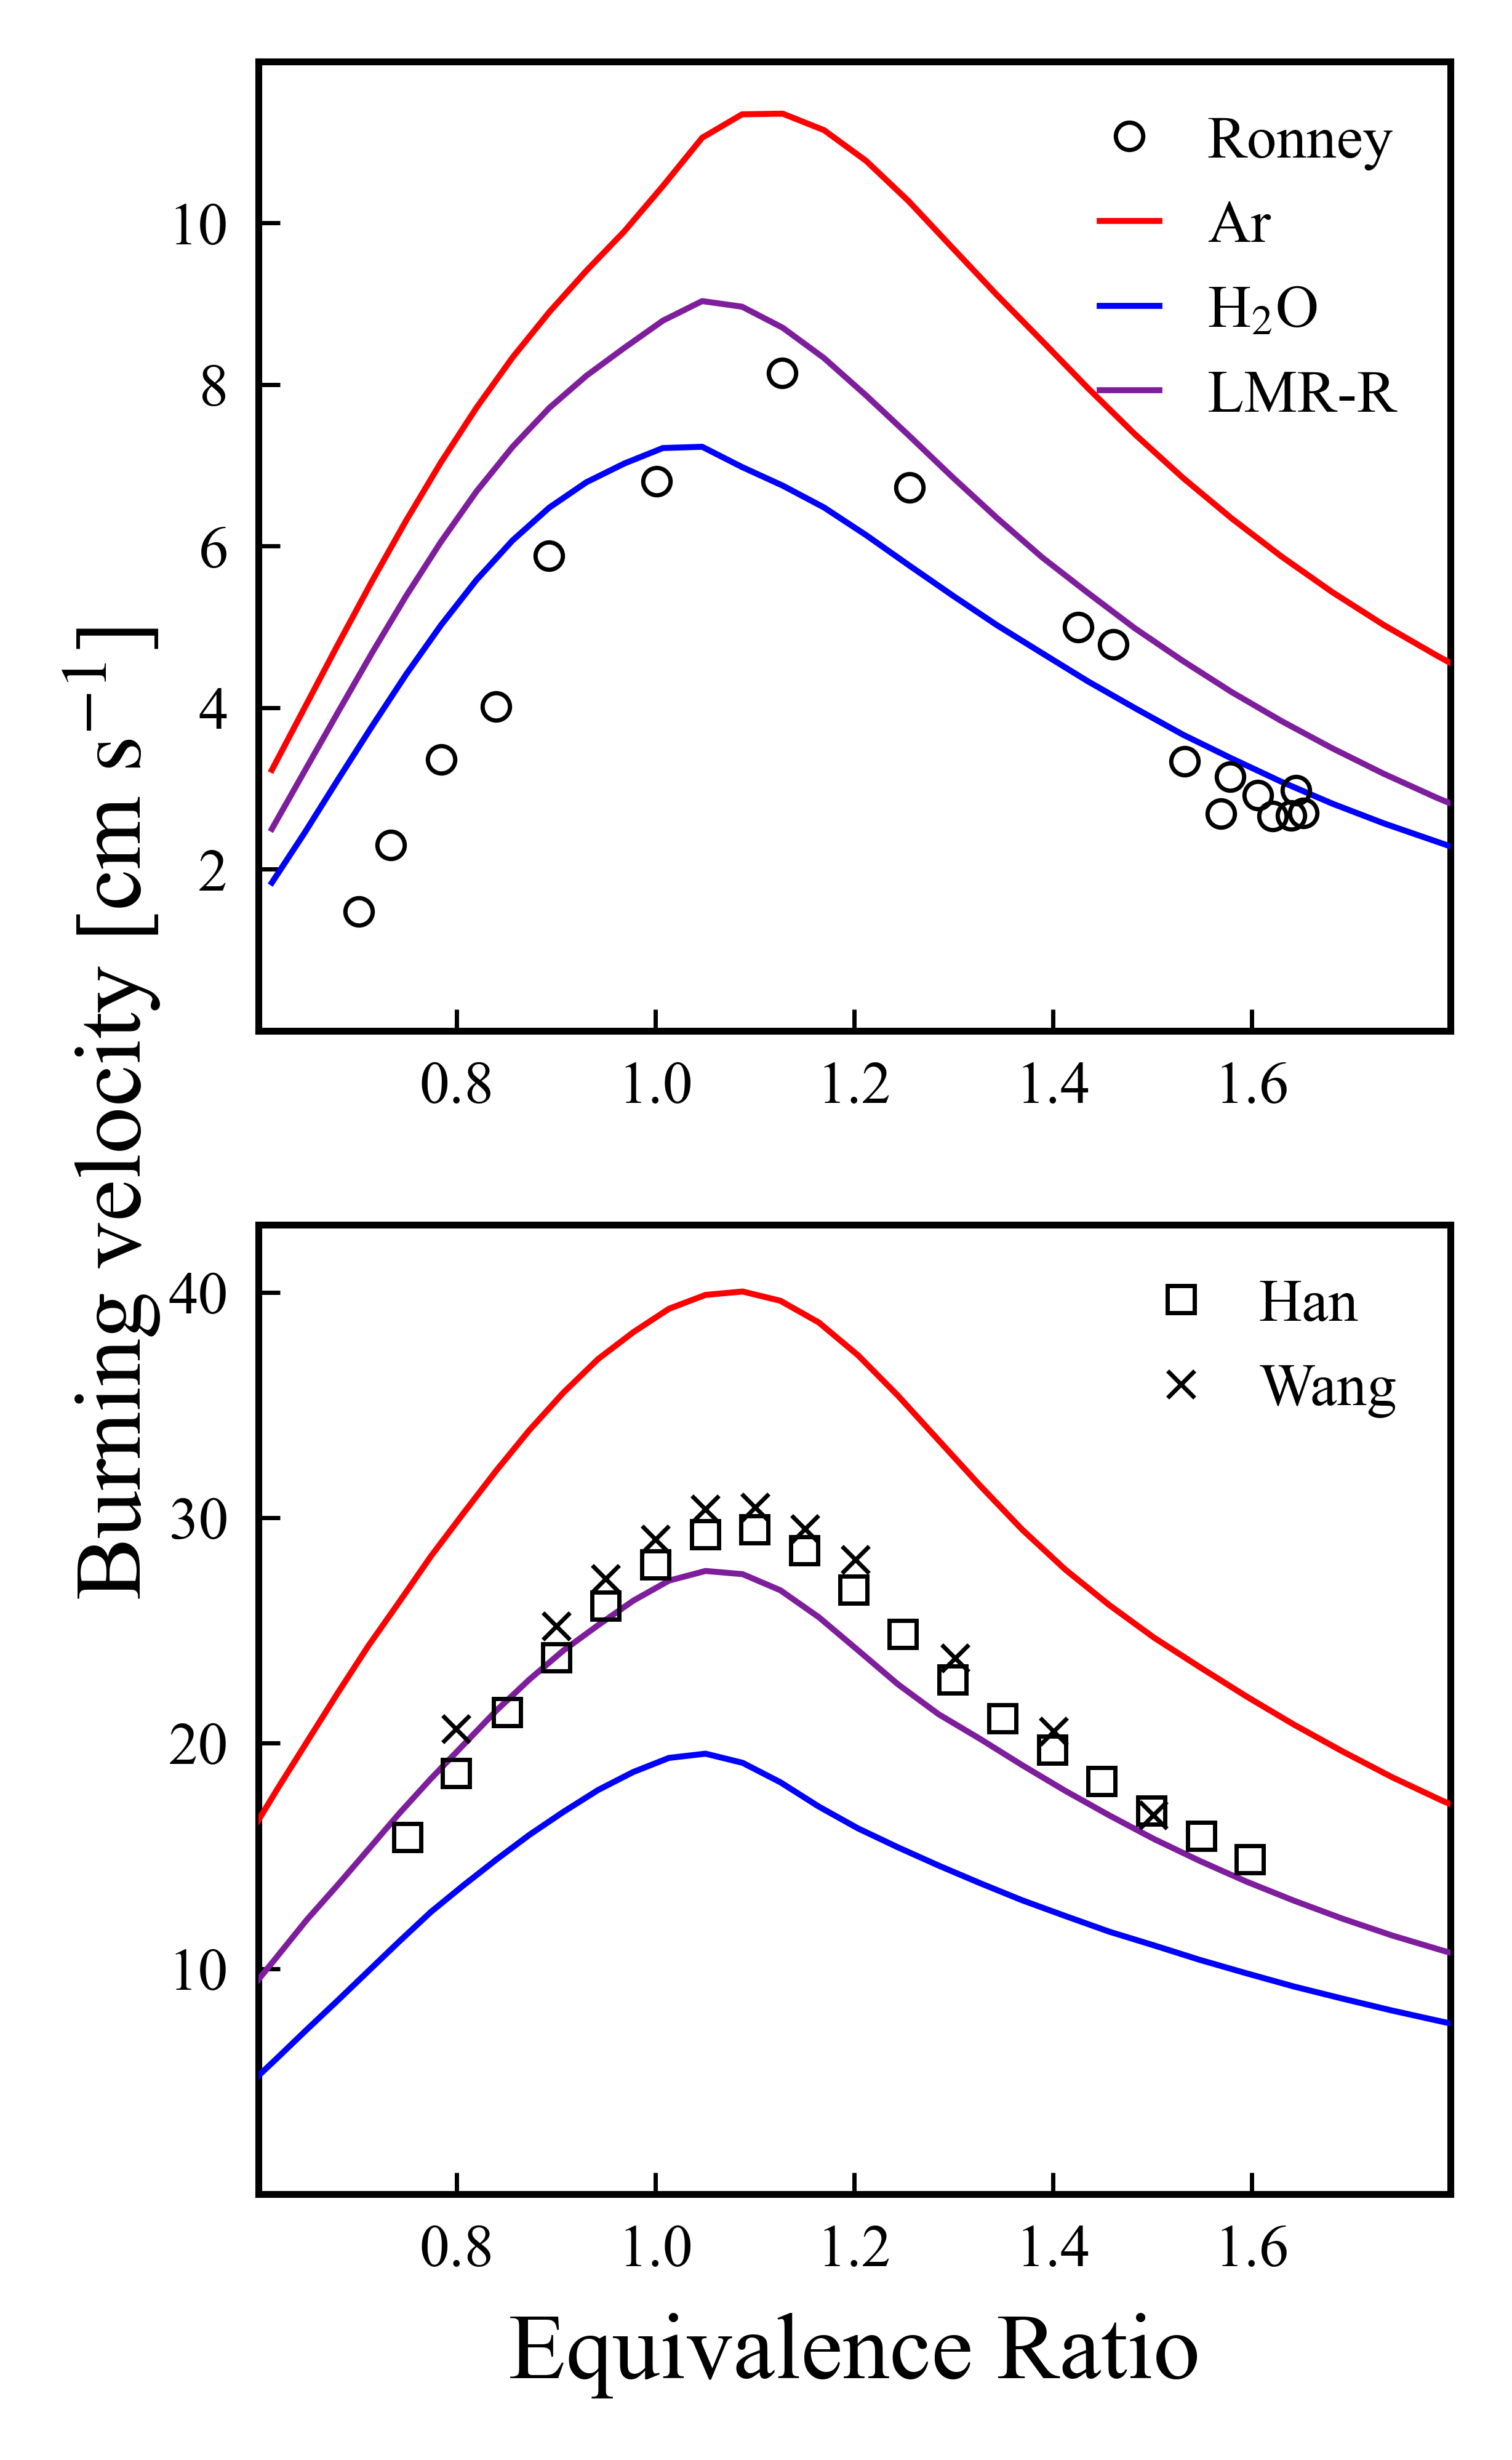 Burning velocity [cm s⁻¹]
10
8
6
4
2
Ronney
Ar
H₂O
LMR-R
0.8 1.0 1.2 1.4 1.6
40
30
20
10
Han
Wang
0.8 1.0 1.2 1.4 1.6
Equivalence Ratio